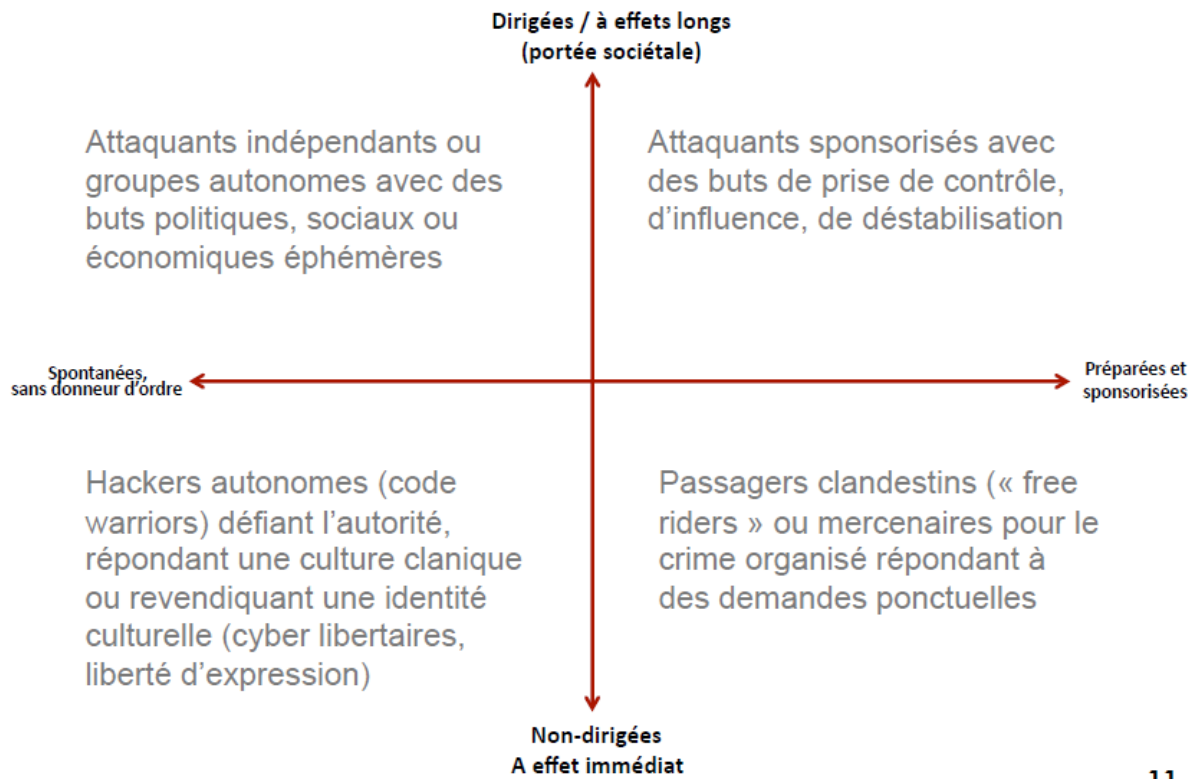 Dirigées / à effets longs
(portée sociétale)
Attaquants indépendants ou
groupes autonomes avec des
buts politiques, sociaux ou
économiques éphémères
Attaquants sponsorisés avec
des buts de prise de contrôle,
d’influence, de déstabilisation
Spontanées,
sans donneur d’ordre
Préparées et
sponsorisées
Hackers autonomes (code
warriors) défiant l’autorité,
répondant une culture clanique
ou revendiquant une identité
culturelle (cyber libertaires,
liberté d’expression)
Passagers clandestins (« free
riders » ou mercenaires pour le
crime organisé répondant à
des demandes ponctuelles
Non-dirigées
A effet immédiat
11